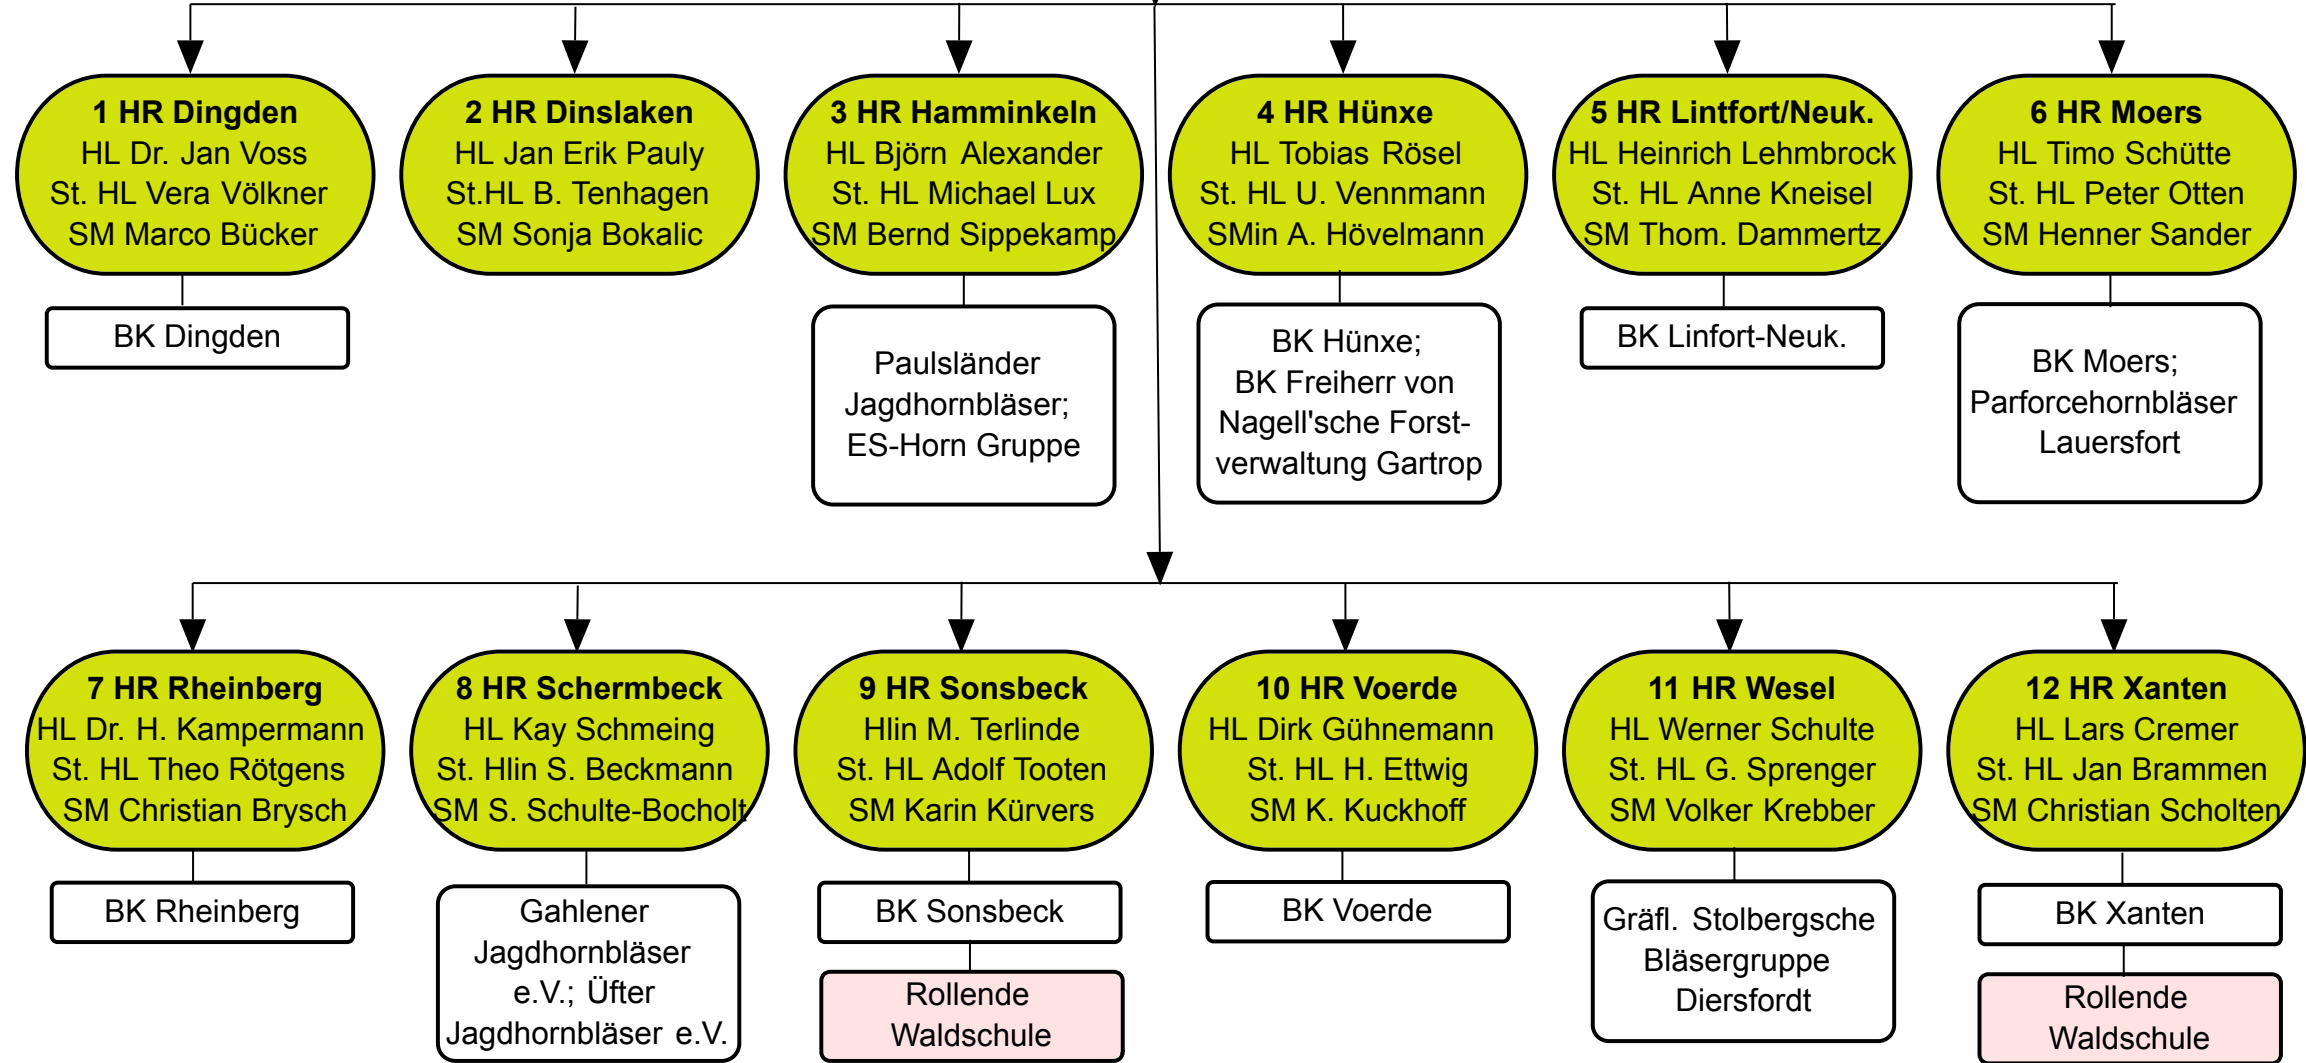 1 HR Dingden
HL Dr. Jan Voss
St. HL Vera Völkner
SM Marco Bücker
BK Dingden
2 HR Dinslaken
HL Jan Erik Pauly
St.HL B. Tenhagen
SM Sonja Bokalic
3 HR Hamminkeln
HL Björn Alexander
St. HL Michael Lux
SM Bernd Sippekamp
Paulsländer
Jagdhornbläser;
ES-Horn Gruppe
4 HR Hünxe
HL Tobias Rösel
St. HL U. Vennmann
SMin A. Hövelmann
BK Hünxe;
BK Freiherr von
Nagell'sche Forst-
verwaltung Gartrop
5 HR Lintfort/Neuk.
HL Heinrich Lehmbrock
St. HL Anne Kneisel
SM Thom. Dammertz
BK Linfort-Neuk.
6 HR Moers
HL Timo Schütte
St. HL Peter Otten
SM Henner Sander
BK Moers;
Parforcehornbläser
Lauersfort
7 HR Rheinberg
HL Dr. H. Kampermann
St. HL Theo Rötgens
SM Christian Brysch
BK Rheinberg
8 HR Schermbeck
HL Kay Schmeing
St. Hlin S. Beckmann
SM S. Schulte-Bocholt
Gahlener
Jagdhornbläser
e.V.; Üfter
Jagdhornbläser e.V.
9 HR Sonsbeck
Hlin M. Terlinde
St. HL Adolf Tooten
SM Karin Kürvers
BK Sonsbeck
Rollende
Waldschule
10 HR Voerde
HL Dirk Gühnemann
St. HL H. Ettwig
SM K. Kuckhoff
BK Voerde
11 HR Wesel
HL Werner Schulte
St. HL G. Sprenger
SM Volker Krebber
Gräfl. Stolbergsche
Bläsergruppe
Diersfordt
12 HR Xanten
HL Lars Cremer
St. HL Jan Brammen
SM Christian Scholten
BK Xanten
Rollende
Waldschule